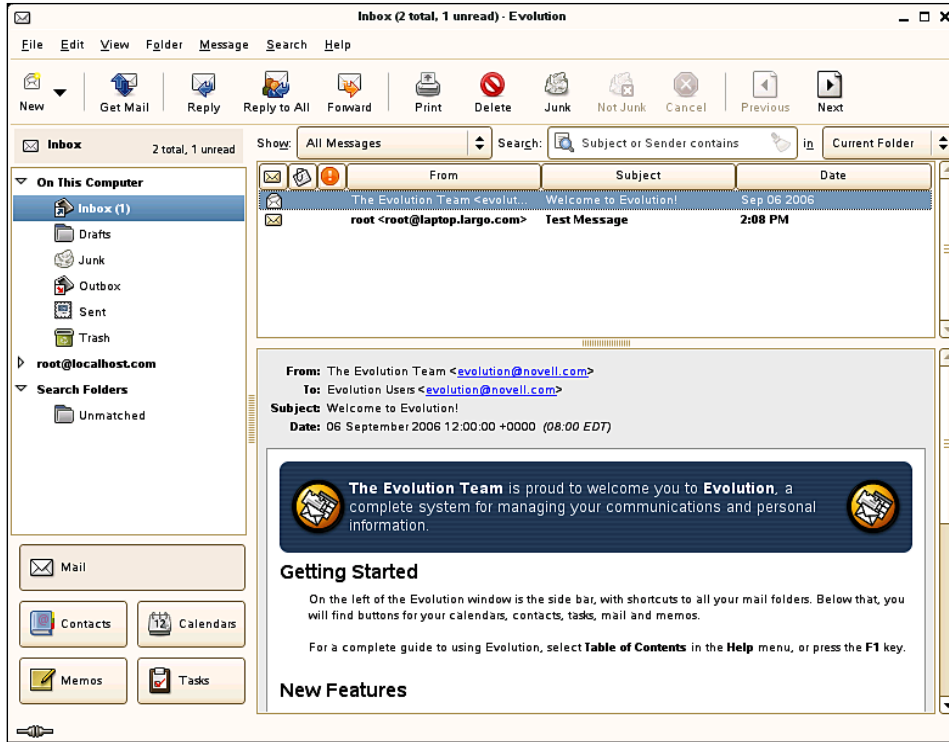 Inbox (2 total, 1 unread) - Evolution
File Edit View Folder Message Search Help
New Get Mail Reply Reply to All Forward Print Delete Junk Not Junk Cancel Previous Next
Inbox 2 total, 1 unread
Show: All Messages Search: Subject or Sender contains in Current Folder
On This Computer
Inbox (1)
Drafts
Junk
Outbox
Sent
Trash
root@localhost.com
Search Folders
Unmatched
From Subject Date
The Evolution Team <evolut... Welcome to Evolution! Sep 06 2006
root <root@laptop.largo.com> Test Message 2:08 PM
From: The Evolution Team <evolution@novell.com>
To: Evolution Users <evolution@novell.com>
Subject: Welcome to Evolution!
Date: 06 September 2006 12:00:00 +0000 (08:00 EDT)
The Evolution Team is proud to welcome you to Evolution, a
complete system for managing your communications and personal
information.
Getting Started
On the left of the Evolution window is the side bar, with shortcuts to all your mail folders. Below that, you
will find buttons for your calendars, contacts, tasks, mail and memos.
For a complete guide to using Evolution, select Table of Contents in the Help menu, or press the F1 key.
New Features
Mail
Contacts 12 Calendars
Memos Tasks